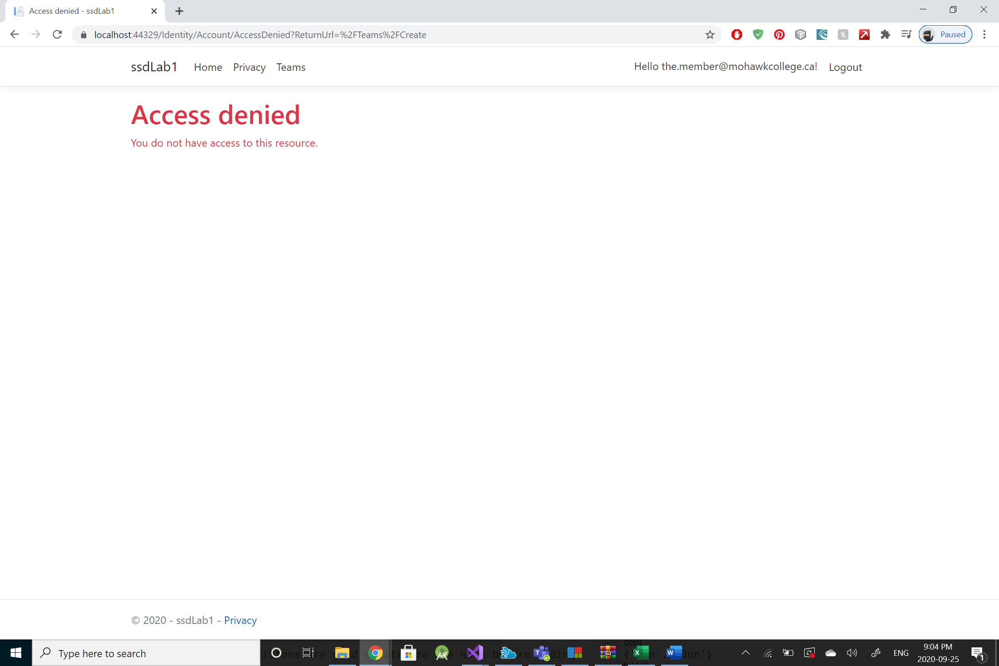 Access denied - ssdLab1
localhost:44329/Identity/Account/AccessDenied?ReturnUrl=%2FTeams%2FCreate
Paused
ssdLab1 Home Privacy Teams Hello the.member@mohawkcollege.ca! Logout
Access denied
You do not have access to this resource.
© 2020 - ssdLab1 - Privacy
Type here to search
ENG
9:04 PM
2020-09-25
1